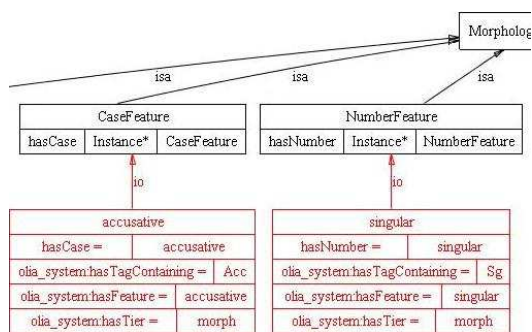 Morpholog
isa isa isa
CaseFeature
hasCase Instance* CaseFeature
NumberFeature
hasNumber Instance* NumberFeature
io io
accusative
hasCase = accusative
olia_system:hasTagContaining = Acc
olia_system:hasFeature = accusative
olia_system:hasTier = morph
singular
hasNumber = singular
olia_system:hasTagContaining = Sg
olia_system:hasFeature = singular
olia_system:hasTier = morph